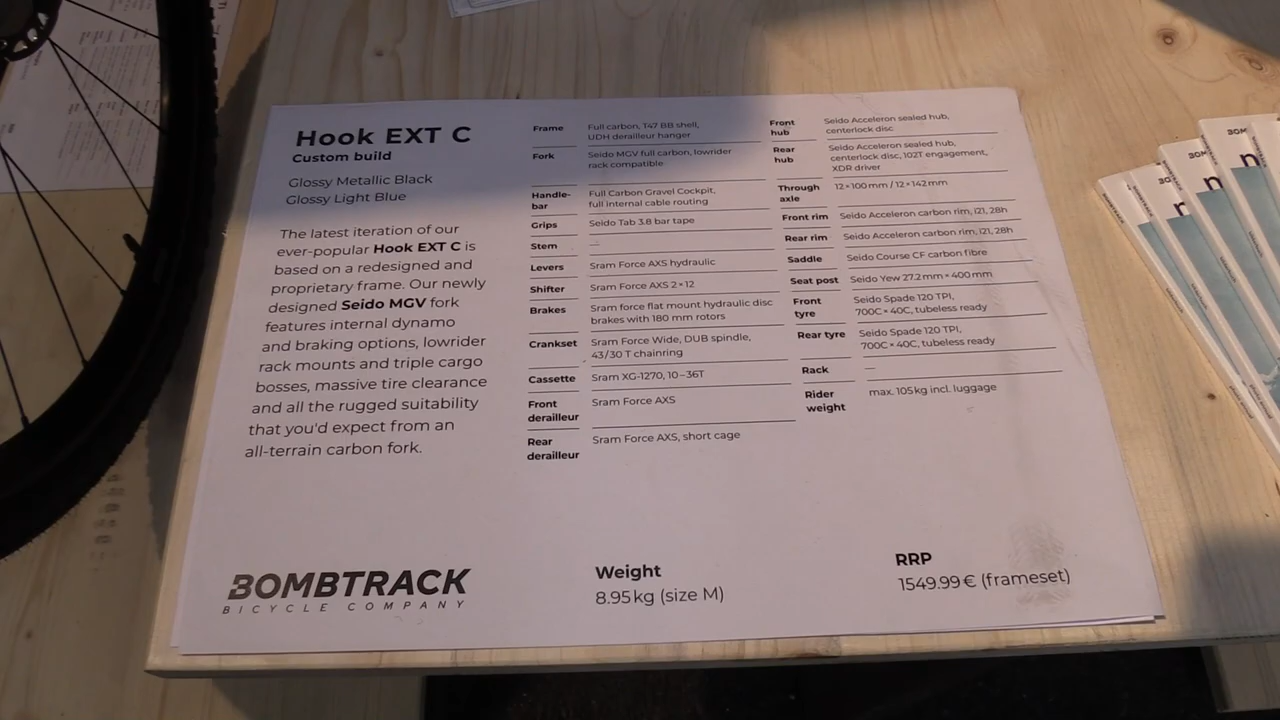 Hook EXT C
Custom build
Glossy Metallic Black
Glossy Light Blue
The latest iteration of our
ever-popular Hook EXT C is
based on a redesigned and
proprietary frame. Our newly
designed Seido MGV fork
features internal dynamo
and braking options, lowrider
rack mounts and triple cargo
bosses, massive tire clearance
and all the rugged suitability
that you'd expect from an
all-terrain carbon fork.
Frame
Full carbon, T47 BB shell,
UDH derailleur hanger
Fork
Seido MGV full carbon, lowrider
rack compatible
Handle-
bar
Full Carbon Gravel Cockpit,
full internal cable routing
Grips
Seido Tab 3.8 bar tape
Stem
—
Levers
Sram Force AXS hydraulic
Shifter
Sram Force AXS 2×12
Brakes
Sram force flat mount hydraulic disc
brakes with 180 mm rotors
Crankset
Sram Force Wide, DUB spindle,
43/30 T chainring
Cassette
Sram XG-1270, 10–36T
Front
derailleur
Sram Force AXS
Rear
derailleur
Sram Force AXS, short cage
Front
hub
Seido Acceleron sealed hub,
centerlock disc
Rear
hub
Seido Acceleron sealed hub,
centerlock disc, 102T engagement,
XDR driver
Through
axle
12×100 mm / 12×142 mm
Front rim
Seido Acceleron carbon rim, i21, 28h
Rear rim
Seido Acceleron carbon rim, i21, 28h
Saddle
Seido Course CF carbon fibre
Seat post
Seido Yew 27.2 mm × 400 mm
Front
tyre
Seido Spade 120 TPI,
700C × 40C, tubeless ready
Rear tyre
Seido Spade 120 TPI,
700C × 40C, tubeless ready
Rack
—
Rider
weight
max. 105 kg incl. luggage
BOMBTRACK
BICYCLE COMPANY
Weight
8.95 kg (size M)
RRP
1549.99 € (frameset)